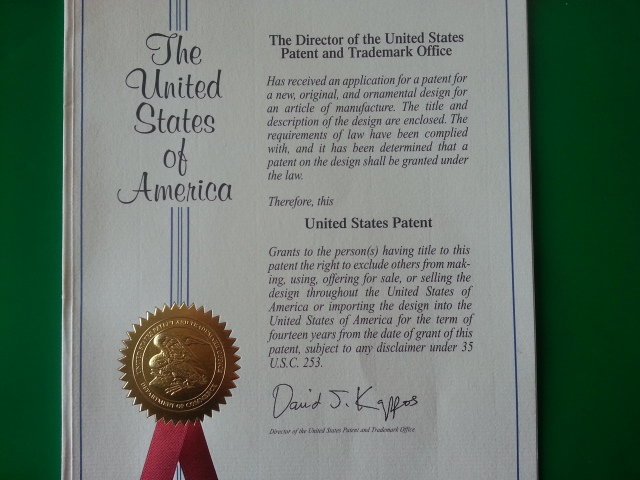 The
United
States
of
America
The Director of the United States
Patent and Trademark Office
Has received an application for a patent for
a new, original, and ornamental design for
an article of manufacture. The title and
description of the design are enclosed. The
requirements of law have been complied
with, and it has been determined that a
patent on the design shall be granted under
the law.
Therefore, this
United States Patent
Grants to the person(s) having title to this
patent the right to exclude others from mak-
ing, using, offering for sale, or selling the
design throughout the United States of
America or importing the design into the
United States of America for the term of
fourteen years from the date of grant of this
patent, subject to any disclaimer under 35
U.S.C. 253.
David J. Kappos
Director of the United States Patent and Trademark Office
DEPARTMENT OF COMMERCE